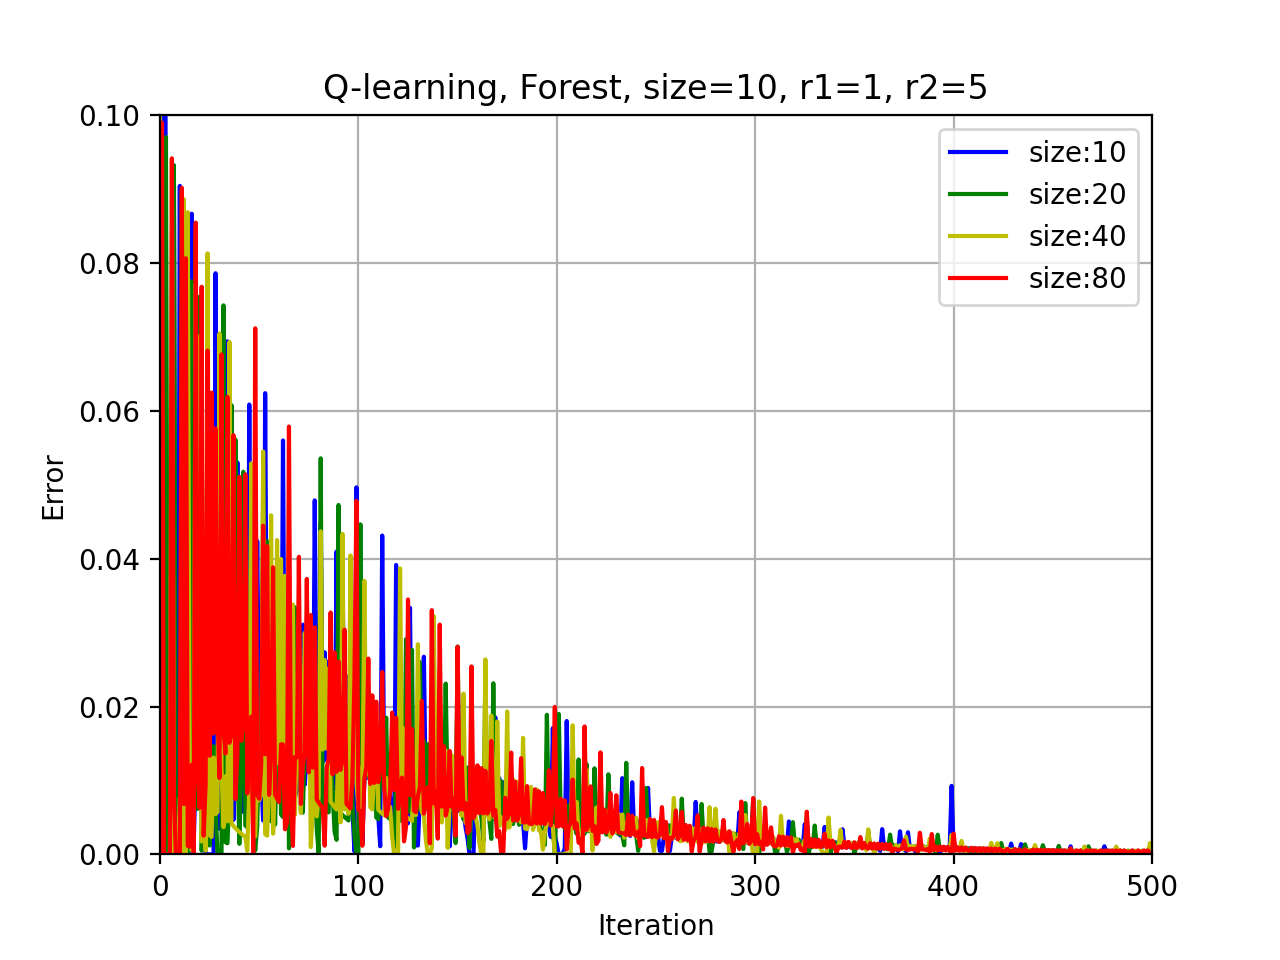 Q-learning, Forest, size=10, r1=1, r2=5
0.10
0.08
0.06
0.04
0.02
0.00
Error
size:10
size:20
size:40
size:80
0 100 200 300 400 500
Iteration